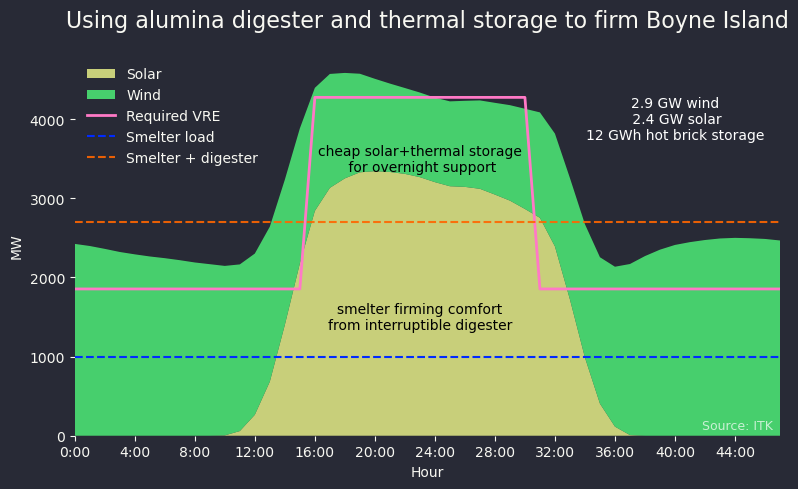 Using alumina digester and thermal storage to firm Boyne Island
Solar
Wind
Required VRE
Smelter load
Smelter + digester
2.9 GW wind
2.4 GW solar
12 GWh hot brick storage
cheap solar+thermal storage
for overnight support
smelter firming comfort
from interruptible digester
Source: ITK
MW
4000
3000
2000
1000
0
0:00 4:00 8:00 12:00 16:00 20:00 24:00 28:00 32:00 36:00 40:00 44:00
Hour